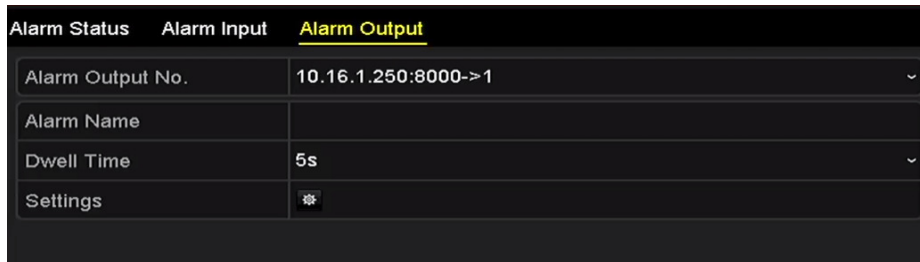 Alarm Status Alarm Input Alarm Output
Alarm Output No. 10.16.1.250:8000->1
Alarm Name
Dwell Time 5s
Settings